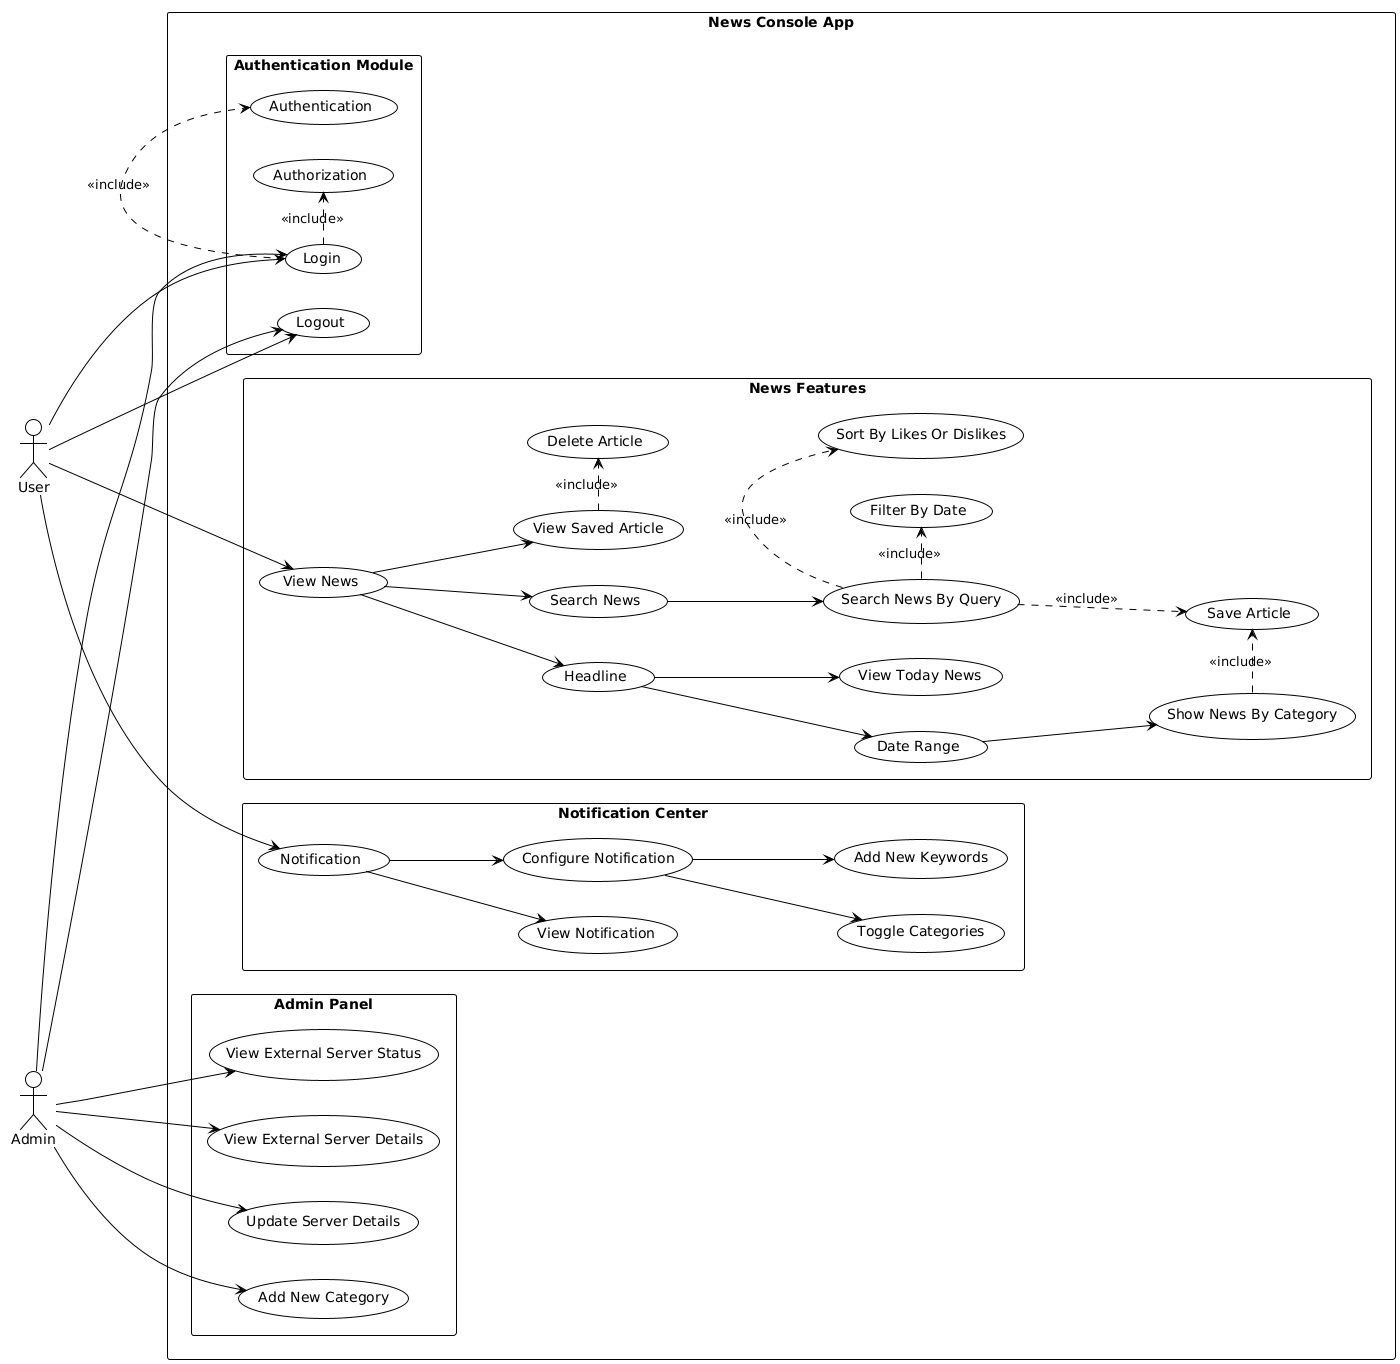 News Console App
Authentication Module
Authentication
«include»
Authorization
«include»
Login
Logout
News Features
Delete Article
Sort By Likes Or Dislikes
«include»
View Saved Article
«include»
Filter By Date
«include»
View News
Search News
Search News By Query
«include»
Save Article
«include»
Headline
View Today News
Show News By Category
Date Range
User
Notification Center
Notification
Configure Notification
Add New Keywords
View Notification
Toggle Categories
Admin Panel
View External Server Status
View External Server Details
Admin
Update Server Details
Add New Category